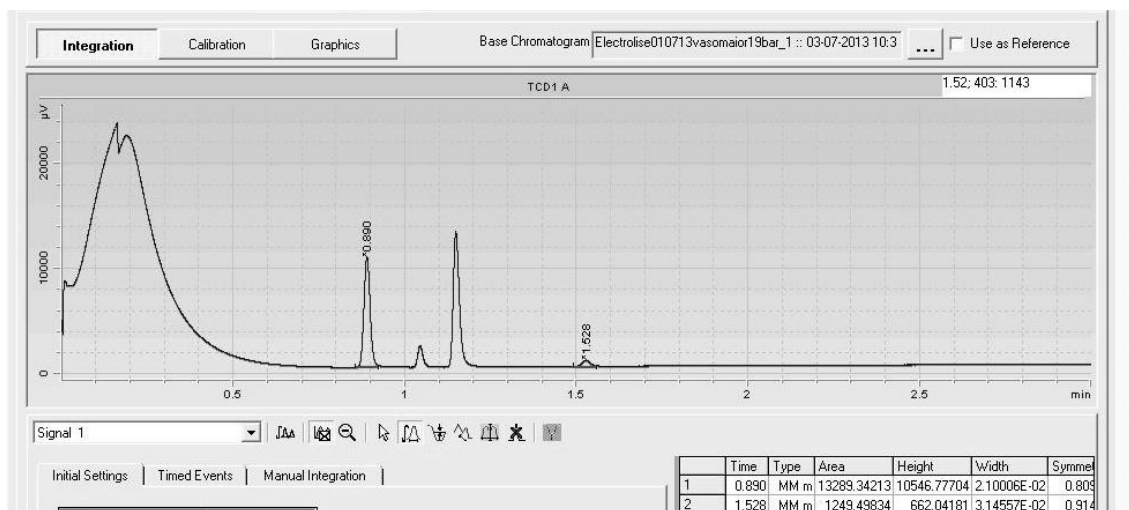 Integration Calibration Graphics Base Chromatogram Electrolise010713vasomaior19bar_1 :: 03-07-2013 10:3 ... Use as Reference
TCD1 A 1.52; 403: 1143
µV
20000
10000
0
*0.890
*1.528
0.5 1 1.5 2 2.5 min
Signal 1
Initial Settings Timed Events Manual Integration
Time Type Area Height Width Symmet
1 0.890 MM m 13289.34213 10546.77704 2.10006E-02 0.809
2 1.528 MM m 1249.49834 662.04181 3.14557E-02 0.914